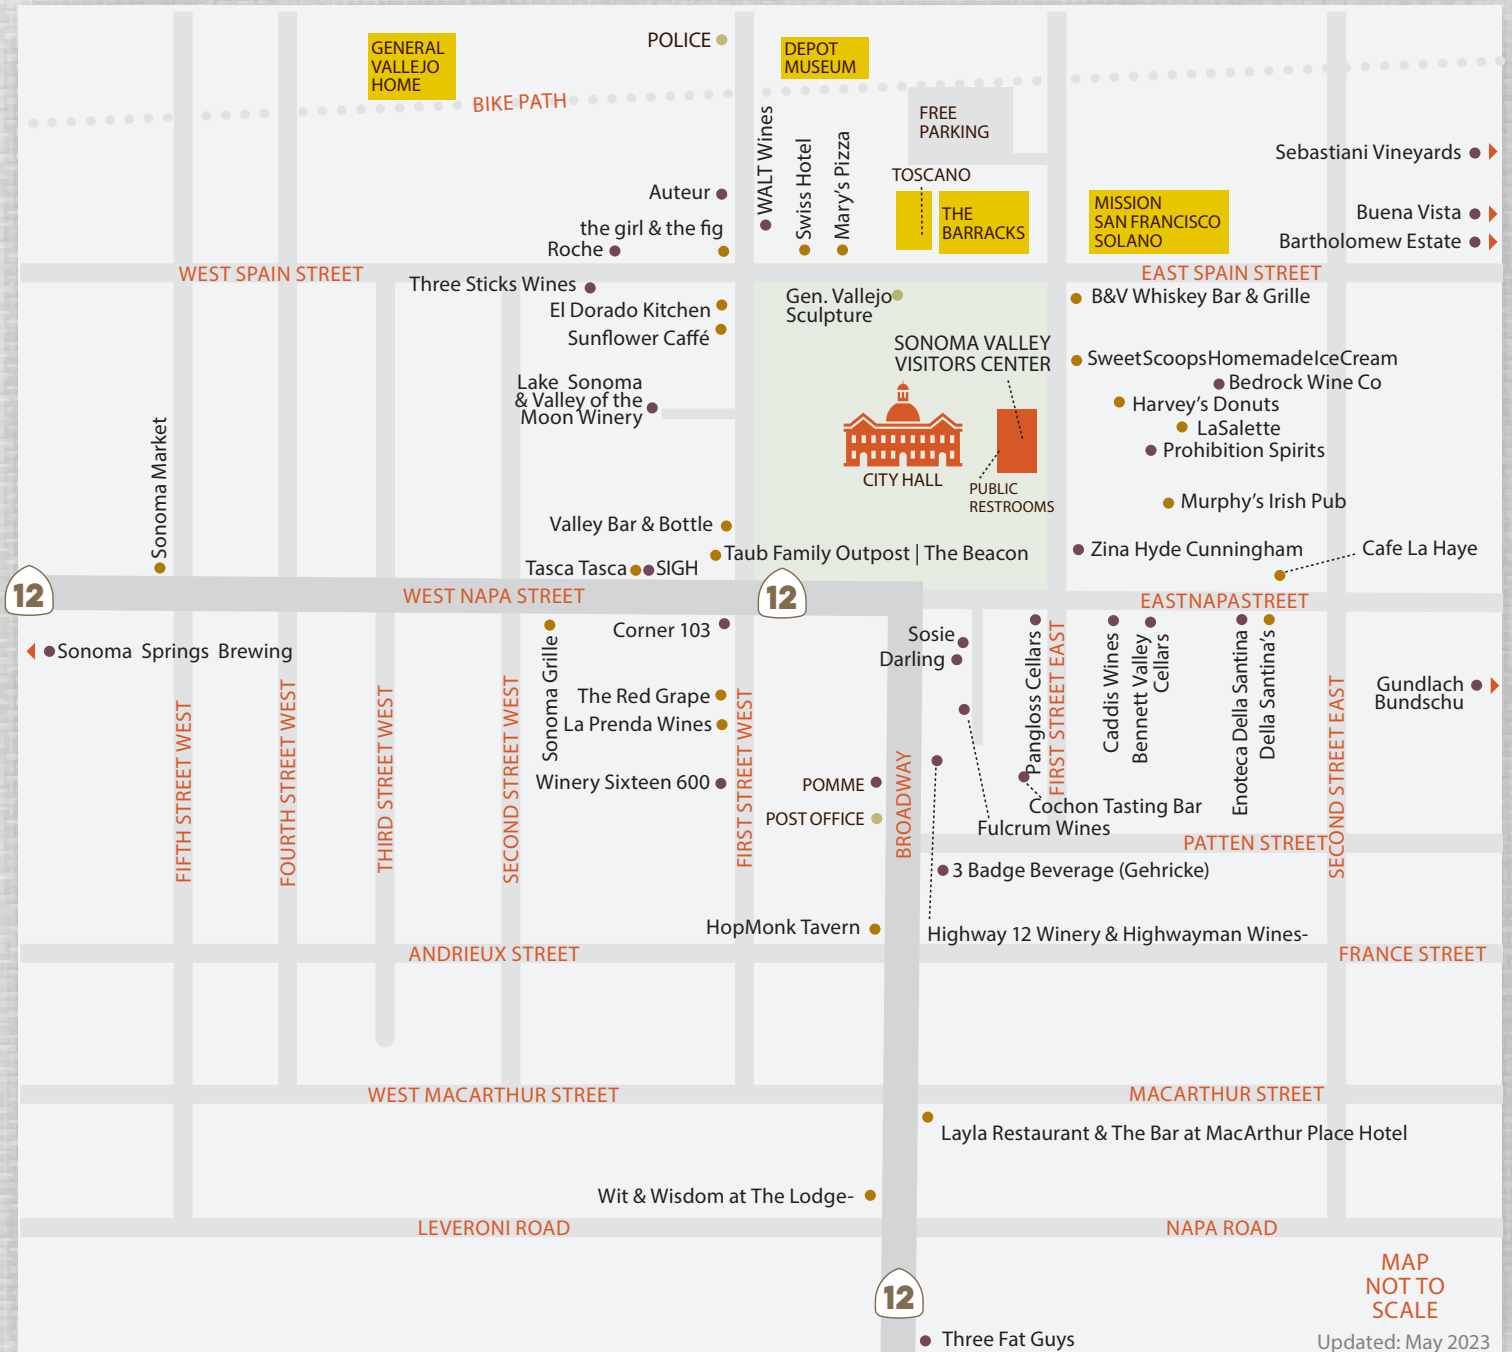 POLICE
GENERAL
VALLEJO
HOME
DEPOT
MUSEUM
BIKE PATH
FREE
PARKING
WALT Wines
Swiss Hotel
Mary's Pizza
Sebastiani Vineyards
TOSCANO
Auteur
THE
BARRACKS
MISSION
SAN FRANCISCO
SOLANO
Buena Vista
the girl & the fig
Roche
Bartholomew Estate
WEST SPAIN STREET
EAST SPAIN STREET
Three Sticks Wines
Gen. Vallejo
Sculpture
B&V Whiskey Bar & Grille
El Dorado Kitchen
Sunflower Caffé
SONOMA VALLEY
VISITORS CENTER
SweetScoopsHomemadeIceCream
Lake Sonoma
& Valley of the
Moon Winery
Bedrock Wine Co
Harvey's Donuts
LaSalette
Prohibition Spirits
CITY HALL
PUBLIC
RESTROOMS
Sonoma Market
Murphy's Irish Pub
Valley Bar & Bottle
Taub Family Outpost | The Beacon
Zina Hyde Cunningham
Cafe La Haye
Tasca Tasca
SIGH
12
12
WEST NAPA STREET
EASTNAPASTREET
Corner 103
Sonoma Springs Brewing
Sonoma Grille
Sosie
Darling
Pangloss Cellars
FIRST STREET EAST
Caddis Wines
Bennett Valley
Cellars
Enoteca Della Santina
Della Santina's
Gundlach
Bundschu
The Red Grape
La Prenda Wines
Winery Sixteen 600
FIFTH STREET WEST
FOURTH STREET WEST
THIRD STREET WEST
SECOND STREET WEST
FIRST STREET WEST
BROADWAY
SECOND STREET EAST
POMME
POST OFFICE
Cochon Tasting Bar
Fulcrum Wines
PATTEN STREET
3 Badge Beverage (Gehricke)
HopMonk Tavern
Highway 12 Winery & Highwayman Wines-
ANDRIEUX STREET
FRANCE STREET
WEST MACARTHUR STREET
MACARTHUR STREET
Layla Restaurant & The Bar at MacArthur Place Hotel
Wit & Wisdom at The Lodge-
LEVERONI ROAD
NAPA ROAD
12
MAP
NOT TO
SCALE
Three Fat Guys
Updated: May 2023